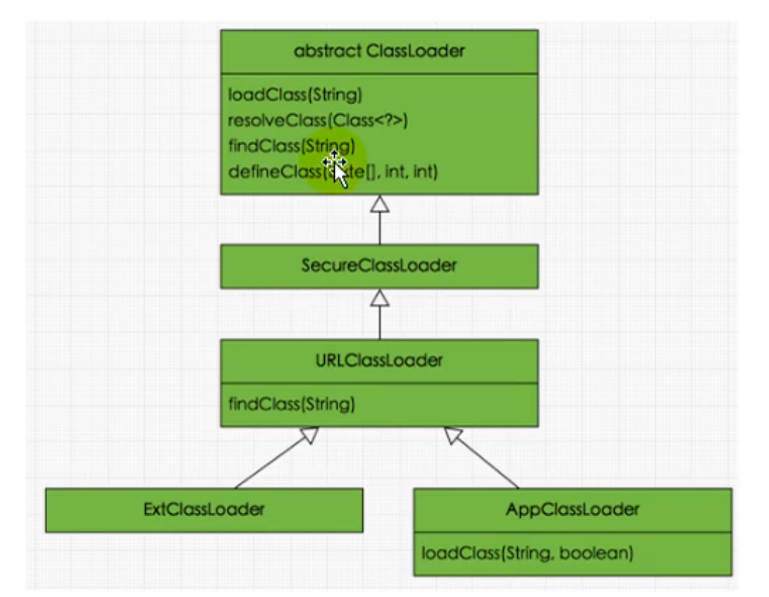 abstract ClassLoader
loadClass(String)
resolveClass(Class<?>)
findClass(String)
defineClass( te[], int, int)
SecureClassLoader
URLClassLoader
findClass(String)
ExtClassLoader
AppClassLoader
loadClass(String, boolean)